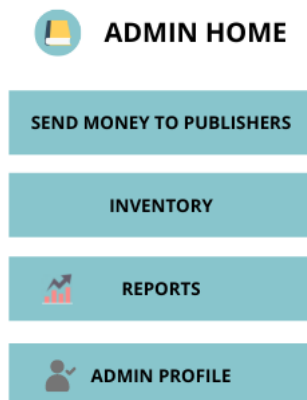 ADMIN HOME
SEND MONEY TO PUBLISHERS
INVENTORY
REPORTS
ADMIN PROFILE